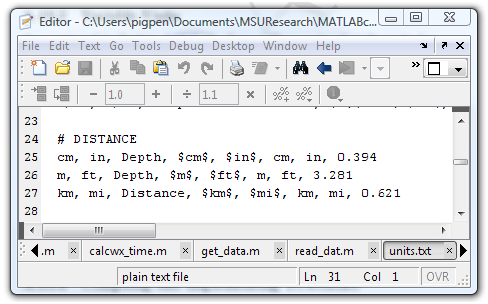 Editor - C:\Users\pigpen\Documents\MSUResearch\MATLABc...
File Edit Text Go Tools Debug Desktop Window Help
1.0
1.1
23
24 # DISTANCE
25 cm, in, Depth, $cm$, $in$, cm, in, 0.394
26 m, ft, Depth, $m$, $ft$, m, ft, 3.281
27 km, mi, Distance, $km$, $mi$, km, mi, 0.621
28
.m calcwx_time.m get_data.m read_dat.m units.txt
plain text file Ln 31 Col 1 OVR